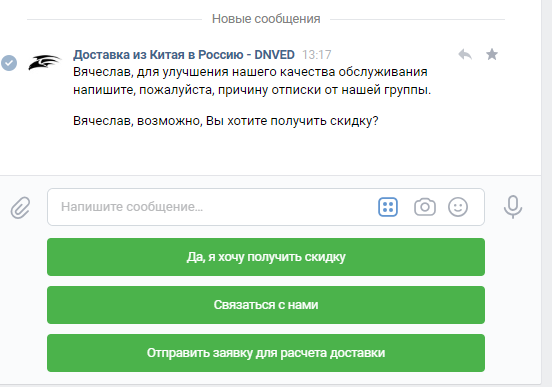 Новые сообщения
Доставка из Китая в Россию - DNVED 13:17
Вячеслав, для улучшения нашего качества обслуживания
напишите, пожалуйста, причину отписки от нашей группы.
Вячеслав, возможно, Вы хотите получить скидку?
Напишите сообщение...
Да, я хочу получить скидку
Связаться с нами
Отправить заявку для расчета доставки